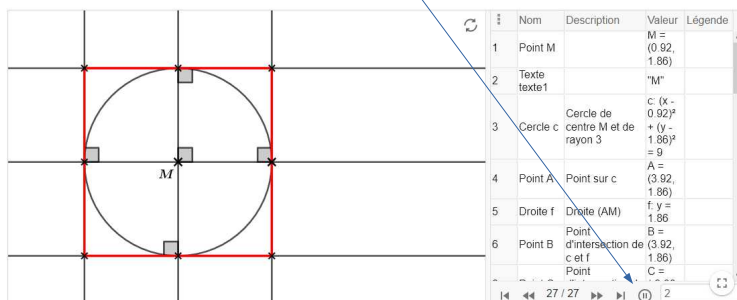 M
Nom Description Valeur Légende
1 Point M M = (0.92, 1.86)
2 Texte texte1 "M"
3 Cercle c Cercle de centre M et de rayon 3 c: (x - 0.92)² + (y - 1.86)² = 9
4 Point A Point sur c A = (3.92, 1.86)
5 Droite f Droite (AM) f: y = 1.86
6 Point B Point d'intersection de c et f B = (3.92, 1.86)
Point C =
27 / 27 2